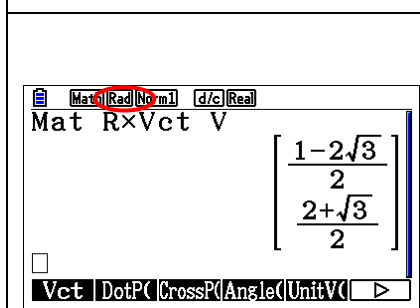 Math Rad Norm1 d/c Real
Mat R×Vct V
[ (1-2√3)/2 ]
[ (2+√3)/2 ]
Vct DotP( CrossP( Angle( UnitV( ▷